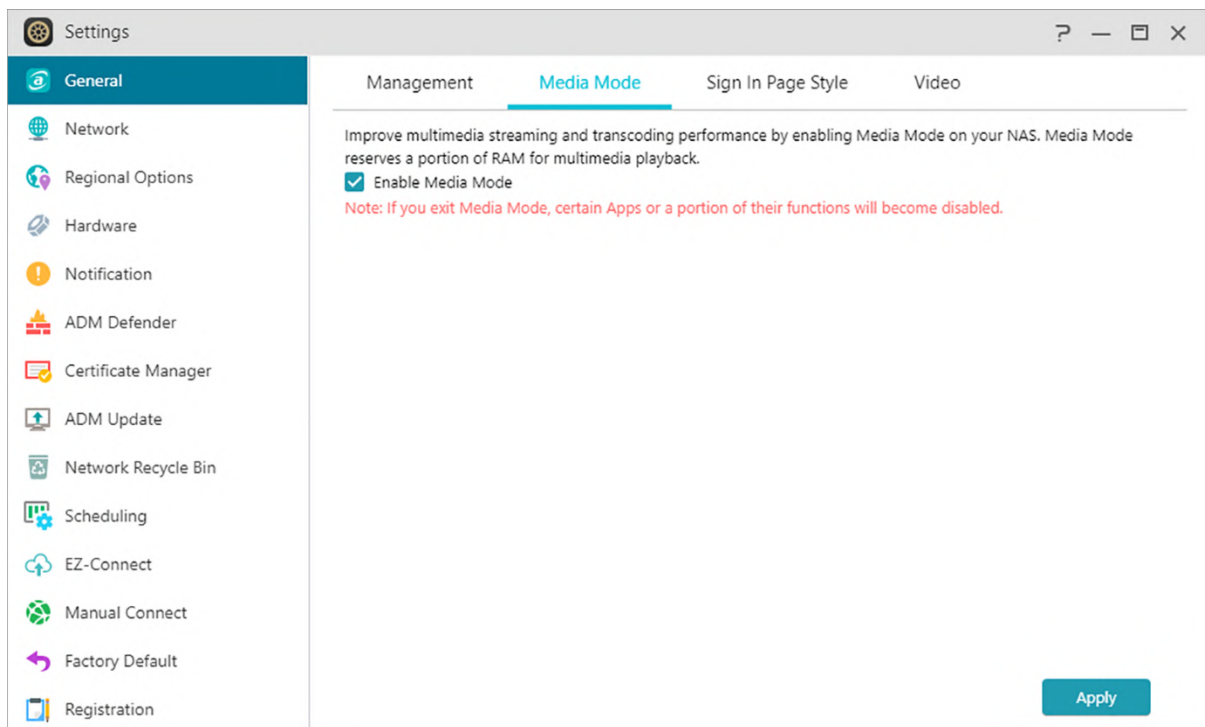 Settings
General
Network
Regional Options
Hardware
Notification
ADM Defender
Certificate Manager
ADM Update
Network Recycle Bin
Scheduling
EZ-Connect
Manual Connect
Factory Default
Registration
Management Media Mode Sign In Page Style Video
Improve multimedia streaming and transcoding performance by enabling Media Mode on your NAS. Media Mode
reserves a portion of RAM for multimedia playback.
Enable Media Mode
Note: If you exit Media Mode, certain Apps or a portion of their functions will become disabled.
Apply